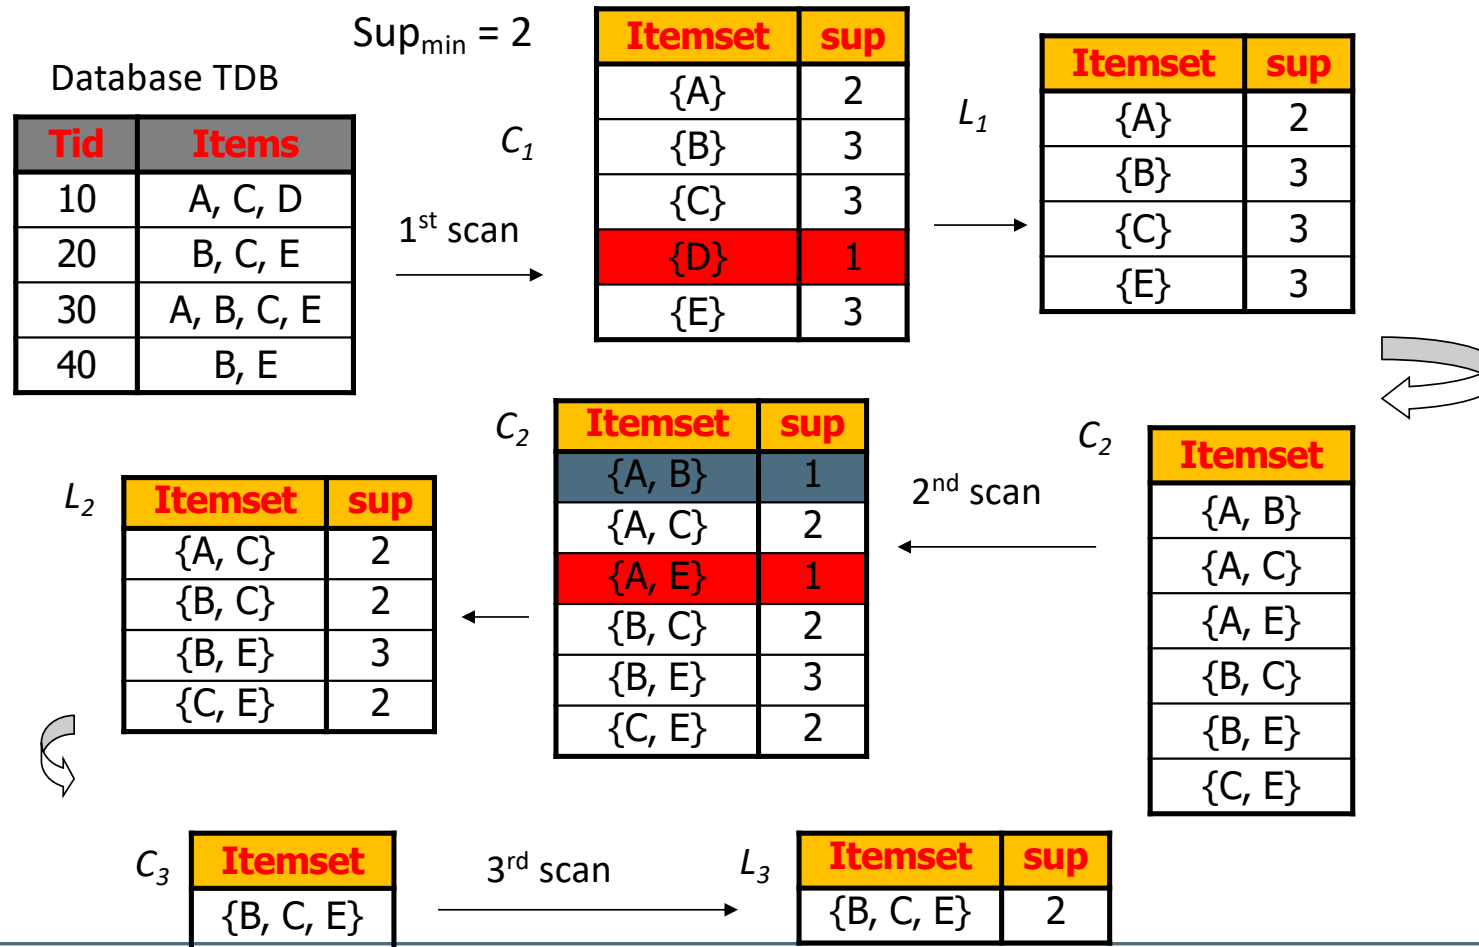 Sup_min = 2
Database TDB
Tid Items
10 A, C, D
20 B, C, E
30 A, B, C, E
40 B, E
1st scan
C1
Itemset sup
{A} 2
{B} 3
{C} 3
{D} 1
{E} 3
L1
Itemset sup
{A} 2
{B} 3
{C} 3
{E} 3
C2
Itemset
{A, B}
{A, C}
{A, E}
{B, C}
{B, E}
{C, E}
2nd scan
C2
Itemset sup
{A, B} 1
{A, C} 2
{A, E} 1
{B, C} 2
{B, E} 3
{C, E} 2
L2
Itemset sup
{A, C} 2
{B, C} 2
{B, E} 3
{C, E} 2
C3
Itemset
{B, C, E}
3rd scan
L3
Itemset sup
{B, C, E} 2